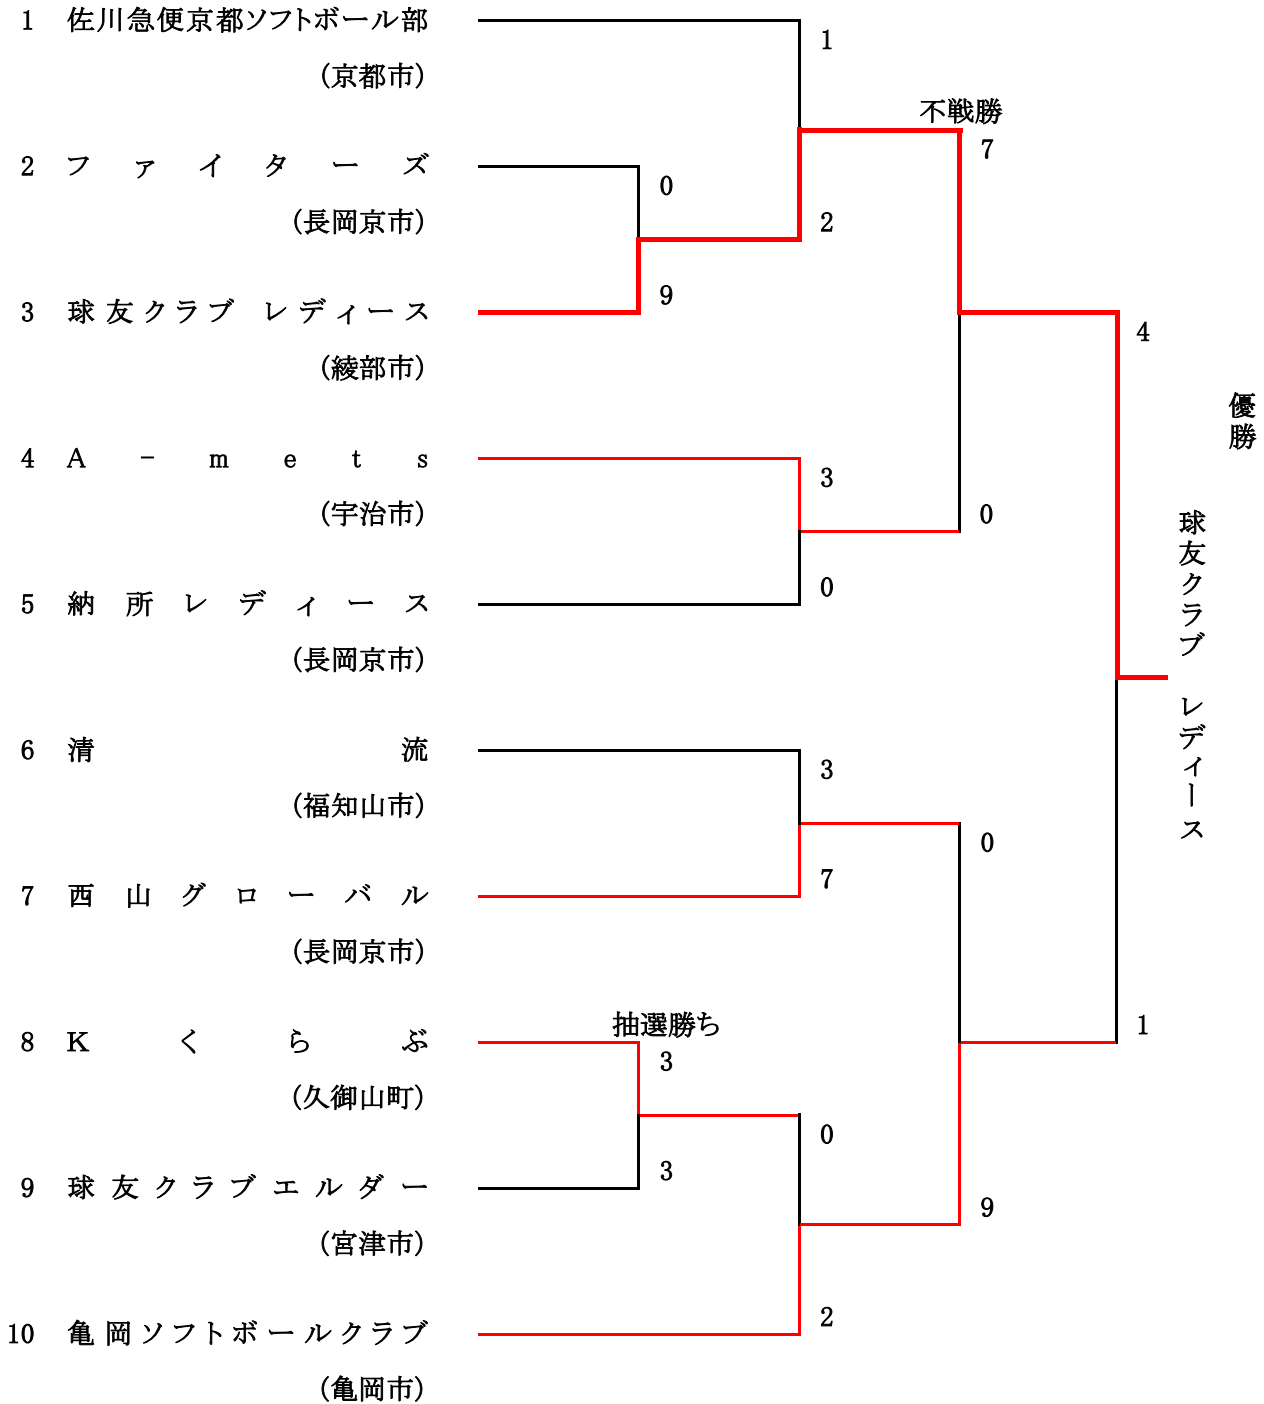 1 佐川急便京都ソフトボール部
(京都市)
2 ファイターズ
(長岡京市)
3 球友クラブ レディース
(綾部市)
4 A-mets
(宇治市)
5 納所レディース
(長岡京市)
6 清流
(福知山市)
7 西山グローバル
(長岡京市)
8 Kくらぶ
(久御山町)
9 球友クラブエルダー
(宮津市)
10 亀岡ソフトボールクラブ
(亀岡市)
0
9
抽選勝ち
3
3
1
2
3
0
3
7
0
2
不戦勝
7
0
0
9
4
1
優勝
球友クラブ レディース